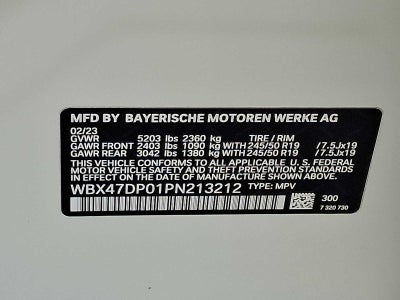 MFD BY BAYERISCHE MOTOREN WERKE AG
02/23
GVWR 5203 lbs 2360 kg TIRE / RIM
GAWR FRONT 2403 lbs 1090 kg WITH 245/50 R19 /7.5Jx19
GAWR REAR 3042 lbs 1380 kg WITH 245/50 R19 /7.5Jx19
THIS VEHICLE CONFORMS TO ALL APPLICABLE U. S. FEDERAL
MOTOR VEHICLE SAFETY AND THEFT PREVENTION STANDARDS
IN EFFECT ON THE DATE OF MANUFACTURE SHOWN ABOVE.
WBX47DP01PN213212 TYPE: MPV
300
7 320 730